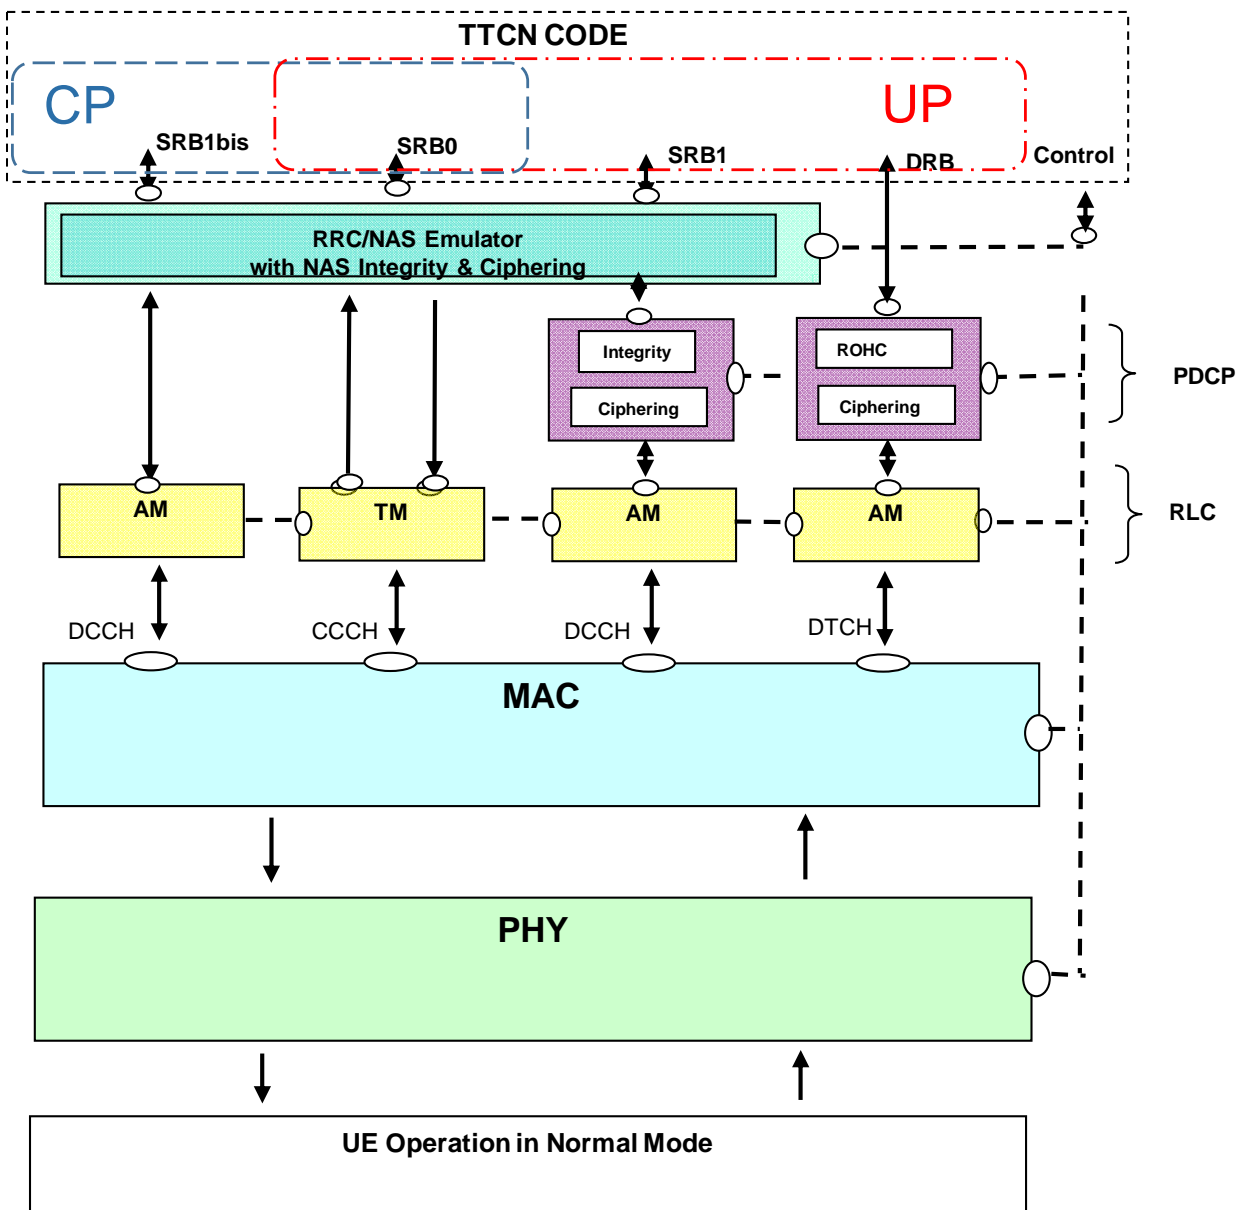 TTCN CODE
CP
UP
SRB1bis
SRB0
SRB1
DRB
Control
RRC/NAS Emulator
with NAS Integrity & Ciphering
Integrity
ROHC
Ciphering
Ciphering
PDCP
AM
TM
AM
AM
RLC
DCCH
CCCH
DCCH
DTCH
MAC
PHY
UE Operation in Normal Mode